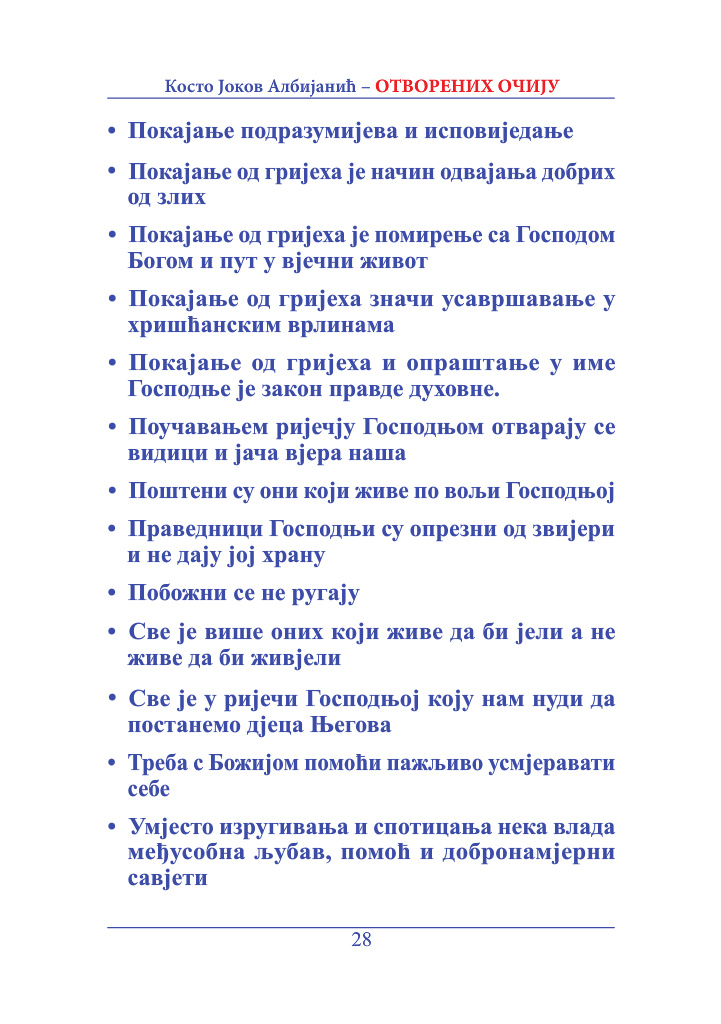 Косто Јоков Албијанић – ОТВОРЕНИХ ОЧИЈУ
• Покајање подразумијева и исповиједање
• Покајање од гријеха је начин одвајања добрих
од злих
• Покајање од гријеха је помирење са Господом
Богом и пут у вјечни живот
• Покајање од гријеха значи усавршавање у
хришћанским врлинама
• Покајање од гријеха и опраштање у име
Господње је закон правде духовне.
• Поучавањем ријечју Господњом отварају се
видици и јача вјера наша
• Поштени су они који живе по вољи Господњој
• Праведници Господњи су опрезни од звијери
и не дају јој храну
• Побожни се не ругају
• Све је више оних који живе да би јели а не
живе да би живјели
• Све је у ријечи Господњој коју нам нуди да
постанемо дјеца Његова
• Треба с Божијом помоћи пажљиво усмјеравати
себе
• Умјесто изругивања и спотицања нека влада
међусобна љубав, помоћ и добронамјерни
савјети
28